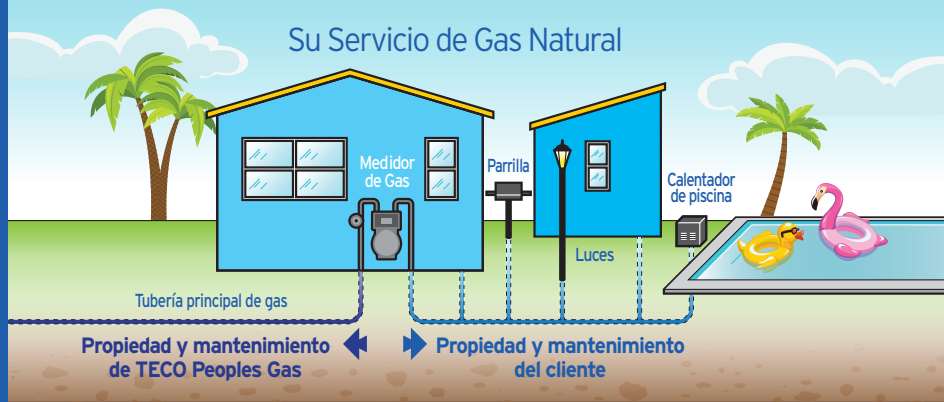 Su Servicio de Gas Natural
Medidor
de Gas
Parrilla
Calentador
de piscina
Luces
Tubería principal de gas
Propiedad y mantenimiento
de TECO Peoples Gas
Propiedad y mantenimiento
del cliente